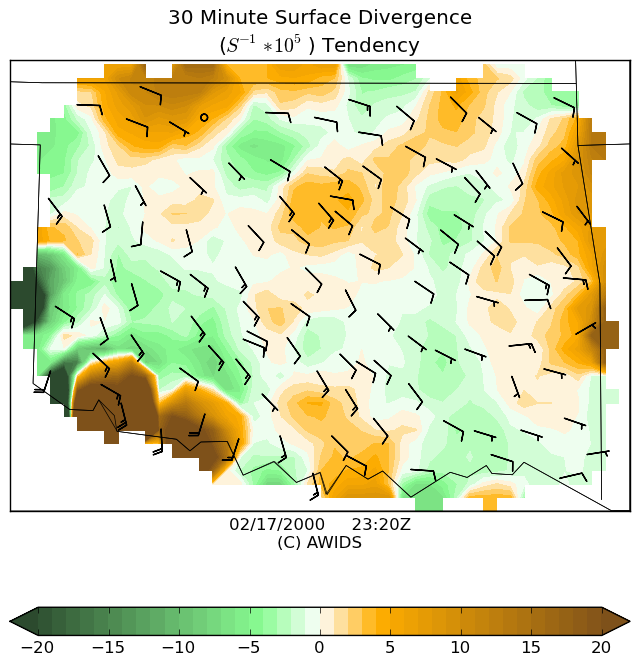 30 Minute Surface Divergence
(S⁻¹ * 10⁵ ) Tendency
02/17/2000 23:20Z
(C) AWIDS
−20 −15 −10 −5 0 5 10 15 20